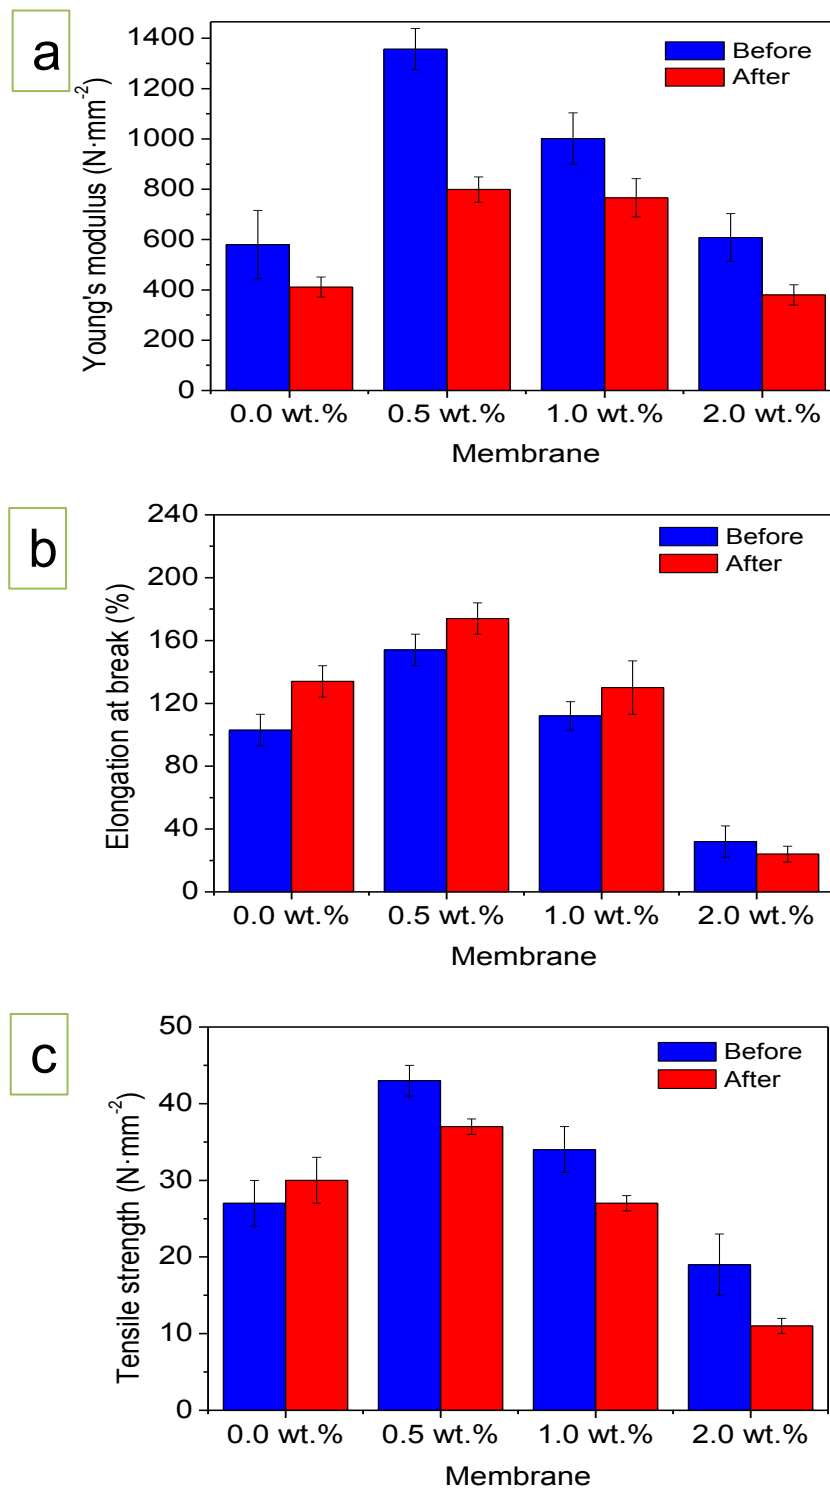 a
Young's modulus (N·mm⁻²)
1400
1200
1000
800
600
400
200
0
Before
After
0.0 wt.% 0.5 wt.% 1.0 wt.% 2.0 wt.%
Membrane
b
Elongation at break (%)
240
200
160
120
80
40
0
Before
After
0.0 wt.% 0.5 wt.% 1.0 wt.% 2.0 wt.%
Membrane
c
Tensile strength (N·mm⁻²)
50
40
30
20
10
0
Before
After
0.0 wt.% 0.5 wt.% 1.0 wt.% 2.0 wt.%
Membrane